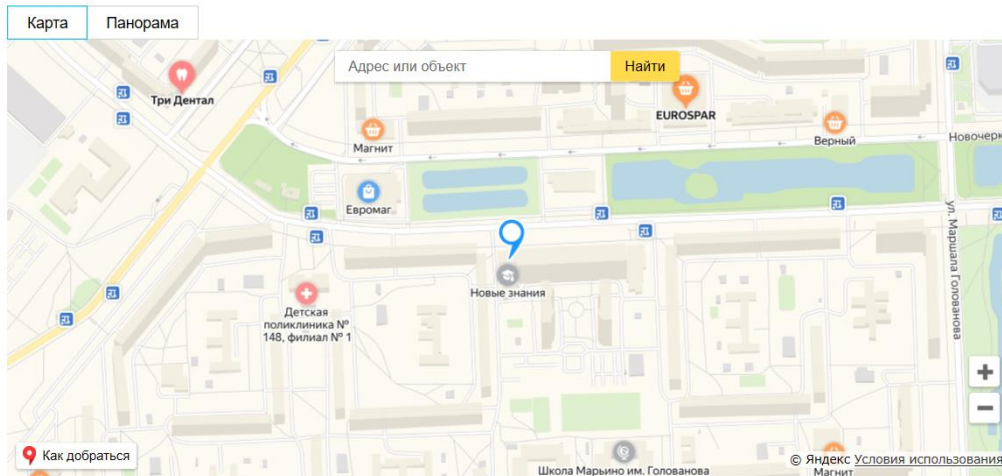 Карта
Панорама
Адрес или объект
Найти
Три Дентал
EUROSPAR
Магнит
Верный
Новочерк
Евромаг
ул. Маршала Голованова
Новые знания
Детская
поликлиника №
148, филиал № 1
Как добраться
Школа Марьино им. Голованова
© Яндекс Условия использования
Магнит